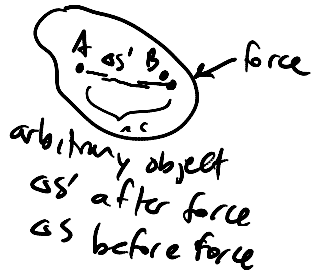 force
A Δs' B
Δs
arbitrary object
Δs' after force
Δs before force